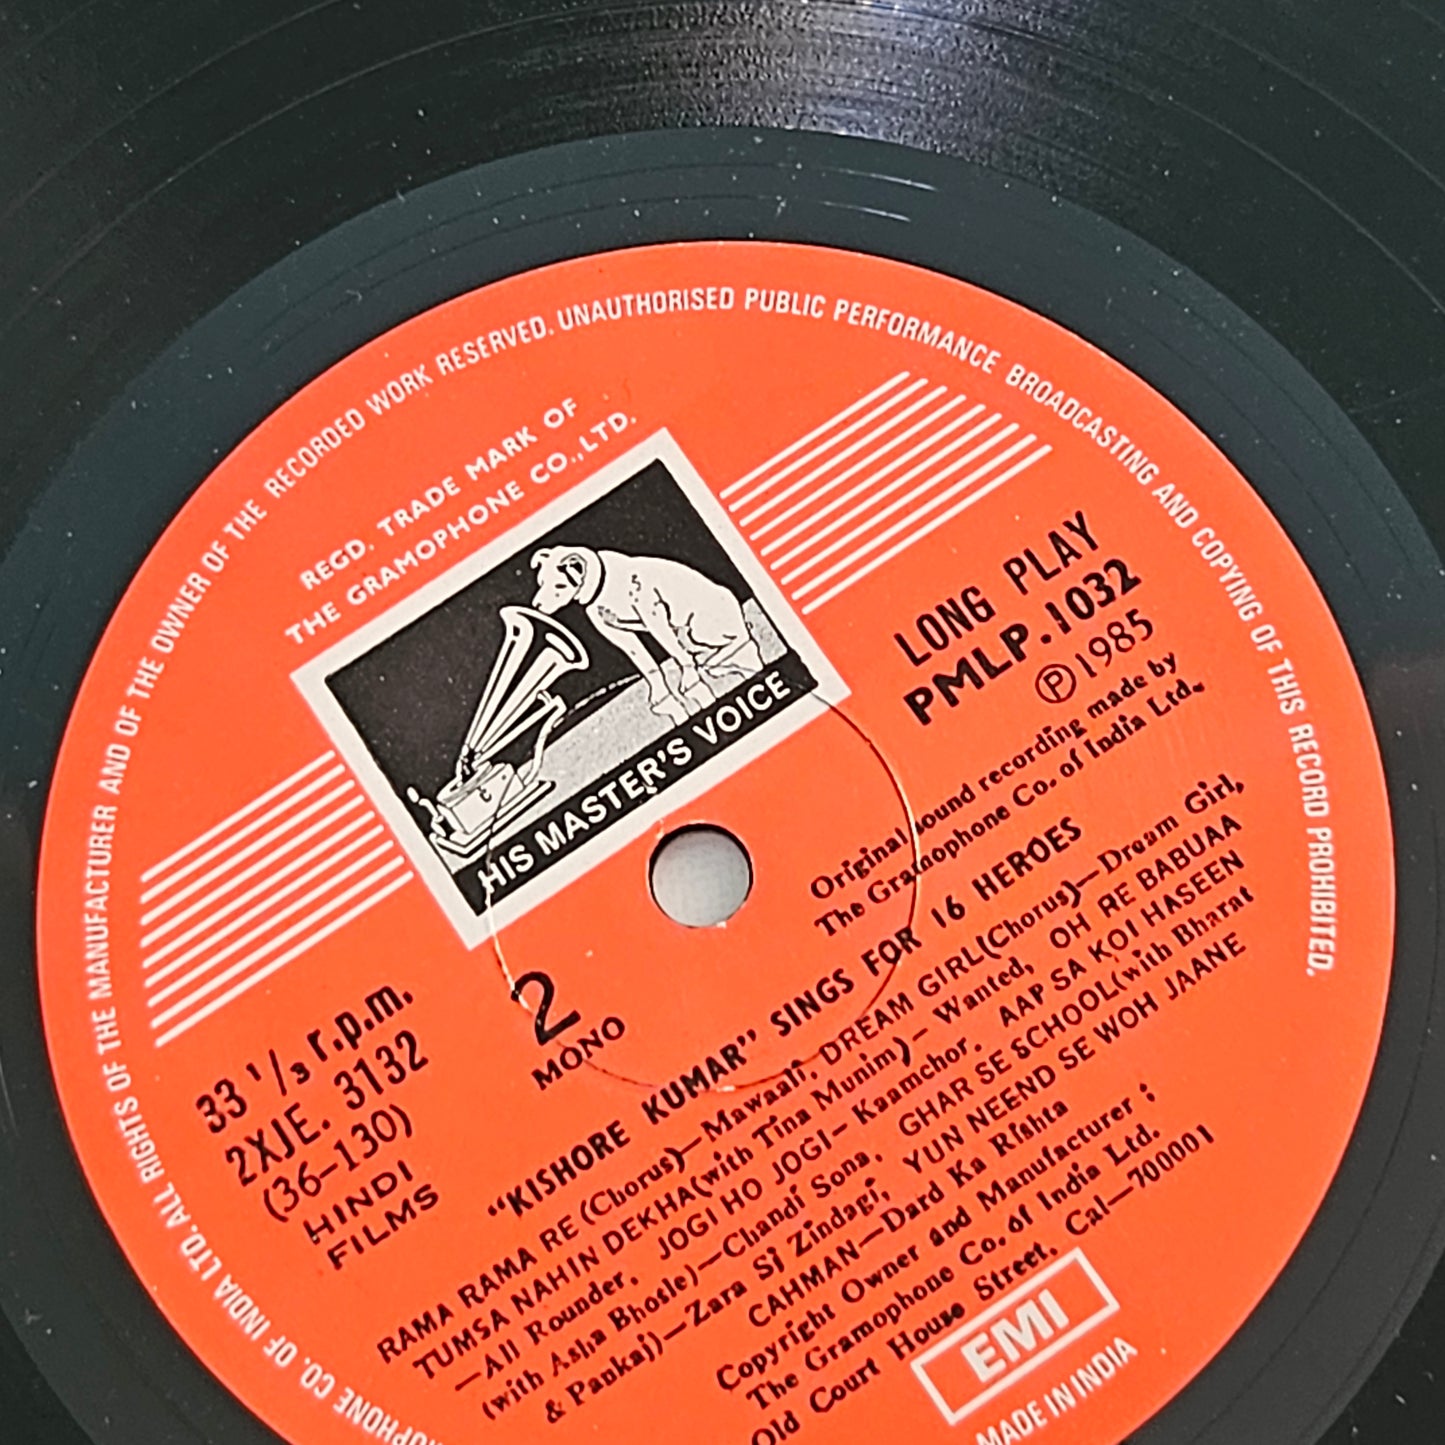 PHONE CO. OF INDIA LTD. ALL RIGHTS OF THE MANUFACTURER AND OF THE OWNER OF THE RECORDED WORK RESERVED. UNAUTHORISED PUBLIC PERFORMANCE BROADCASTING AND COPYING OF THIS RECORD PROHIBITED.
REGD. TRADE MARK OF
THE GRAMOPHONE CO., LTD.
HIS MASTER'S VOICE
LONG PLAY
PMLP. 1032
Ⓟ 1985
Original sound recording made by
The Gramophone Co. of India Ltd.
2
MONO
33 1/3 r.p.m.
2XJE. 3132
(36-130)
HINDI
FILMS
"KISHORE KUMAR" SINGS FOR 16 HEROES
RAMA RAMA RE (Chorus)—Mawaali, DREAM GIRL(Chorus)—Dream Girl,
TUMSA NAHIN DEKHA(with Tina Munim)- Wanted, OH RE BABUAA
—All Rounder, JOGI HO JOGI- Kaamchor, AAP SA KOI HASEEN
(with Asha Bhosle)—Chandi Sona, GHAR SE SCHOOL(with Bharat
& Pankaj)—Zara Si Zindagi, YUN NEEND SE WOH JAANE
CAHMAN—Dard Ka Rishta
Copyright Owner and Manufacturer :
The Gramophone Co. of India Ltd.
Old Court House Street, Cal—700001
EMI
MADE IN INDIA